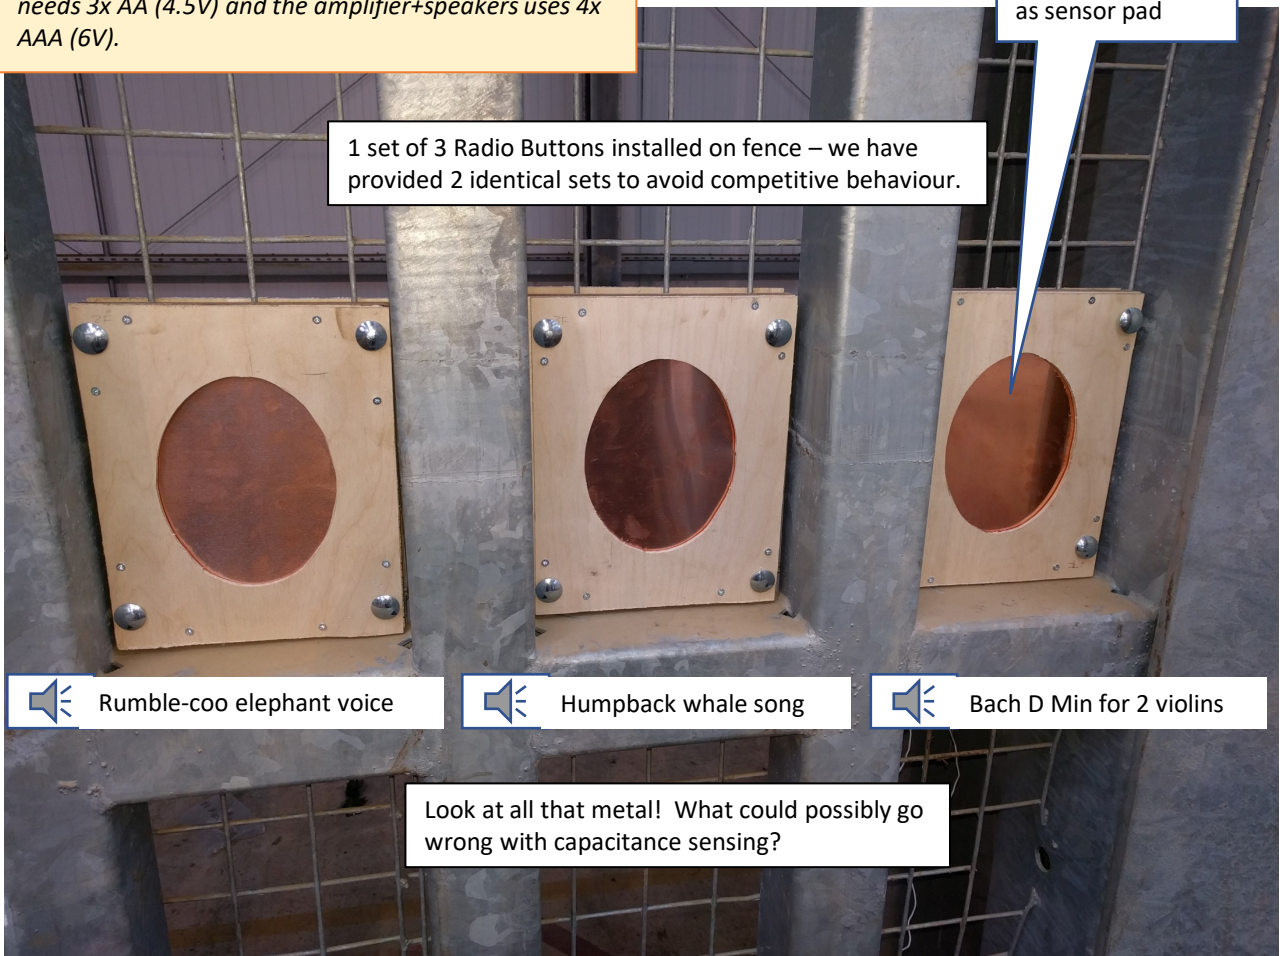 needs 3x AA (4.5V) and the amplifier+speakers uses 4x
AAA (6V).
as sensor pad
1 set of 3 Radio Buttons installed on fence – we have
provided 2 identical sets to avoid competitive behaviour.
Rumble-coo elephant voice
Humpback whale song
Bach D Min for 2 violins
Look at all that metal!  What could possibly go
wrong with capacitance sensing?